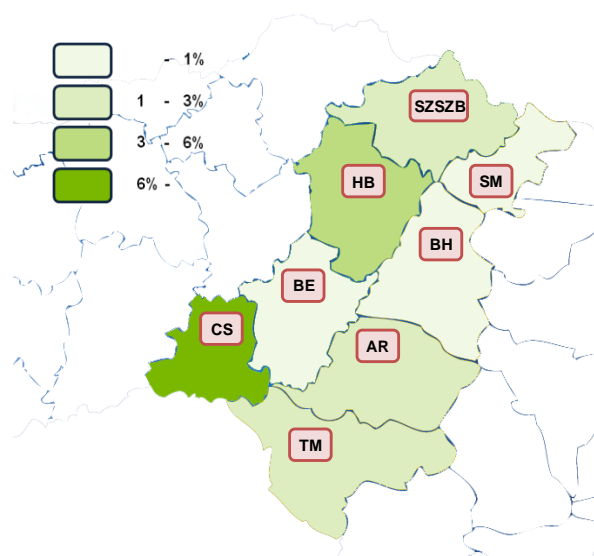 - 1%
1 - 3%
3 - 6%
6% -
SZSZB
HB
SM
BH
BE
CS
AR
TM